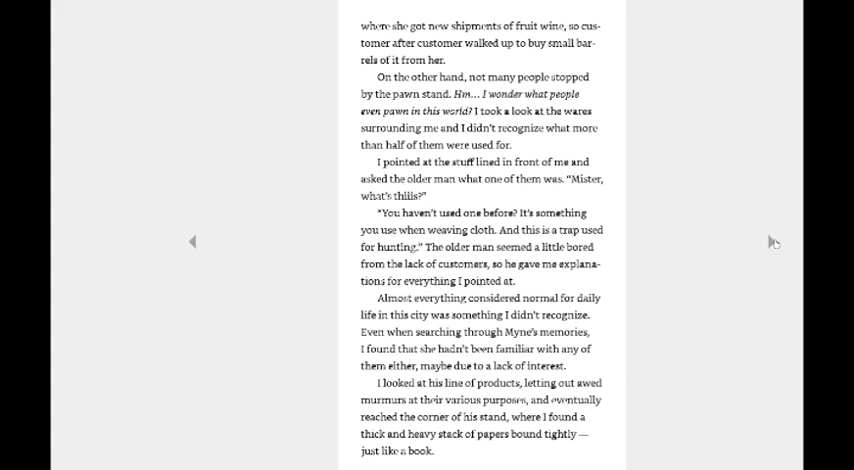 where she got new shipments of fruit wine, so cus-
tomer after customer walked up to buy small bar-
rels of it from her.
On the other hand, not many people stopped
by the pawn stand. Hm... I wonder what people
even pawn in this world? I took a look at the wares
surrounding me and I didn't recognize what more
than half of them were used for.
I pointed at the stuff lined in front of me and
asked the older man what one of them was. “Mister,
what's thiiis?”
“You haven't used one before? It's something
you use when weaving cloth. And this is a trap used
for hunting.” The older man seemed a little bored
from the lack of customers, so he gave me explana-
tions for everything I pointed at.
Almost everything considered normal for daily
life in this city was something I didn't recognize.
Even when searching through Myne's memories,
I found that she hadn't been familiar with any of
them either, maybe due to a lack of interest.
I looked at his line of products, letting out awed
murmurs at their various purposes, and eventually
reached the corner of his stand, where I found a
thick and heavy stack of papers bound tightly —
just like a book.